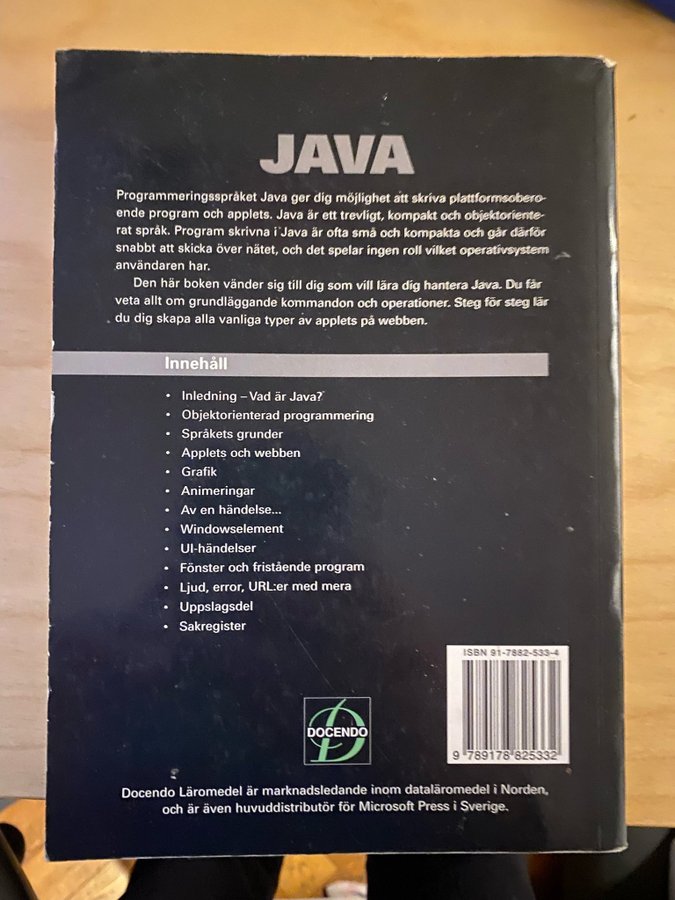 JAVA
Programmeringsspråket Java ger dig möjlighet att skriva plattformsobero-
ende program och applets. Java är ett trevligt, kompakt och objektoriente-
rat språk. Program skrivna i Java är ofta små och kompakta och går därför
snabbt att skicka över nätet, och det spelar ingen roll vilket operativsystem
användaren har.
Den här boken vänder sig till dig som vill lära dig hantera Java. Du får
veta allt om grundläggande kommandon och operationer. Steg för steg lär
du dig skapa alla vanliga typer av applets på webben.
Innehåll
• Inledning – Vad är Java?
• Objektorienterad programmering
• Språkets grunder
• Applets och webben
• Grafik
• Animeringar
• Av en händelse...
• Windowselement
• UI-händelser
• Fönster och fristående program
• Ljud, error, URL:er med mera
• Uppslagsdel
• Sakregister
ISBN 91-7882-533-4
9 789178 825332
D
DOCENDO
Docendo Läromedel är marknadsledande inom dataläromedel i Norden,
och är även huvuddistributör för Microsoft Press i Sverige.